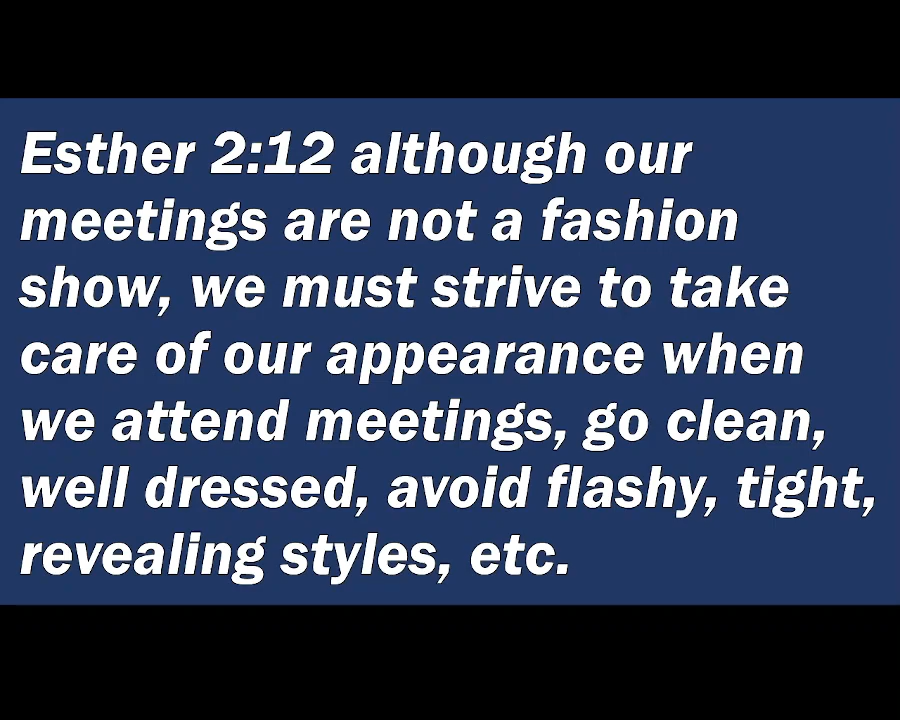 Esther 2:12 although our
meetings are not a fashion
show, we must strive to take
care of our appearance when
we attend meetings, go clean,
well dressed, avoid flashy, tight,
revealing styles, etc.